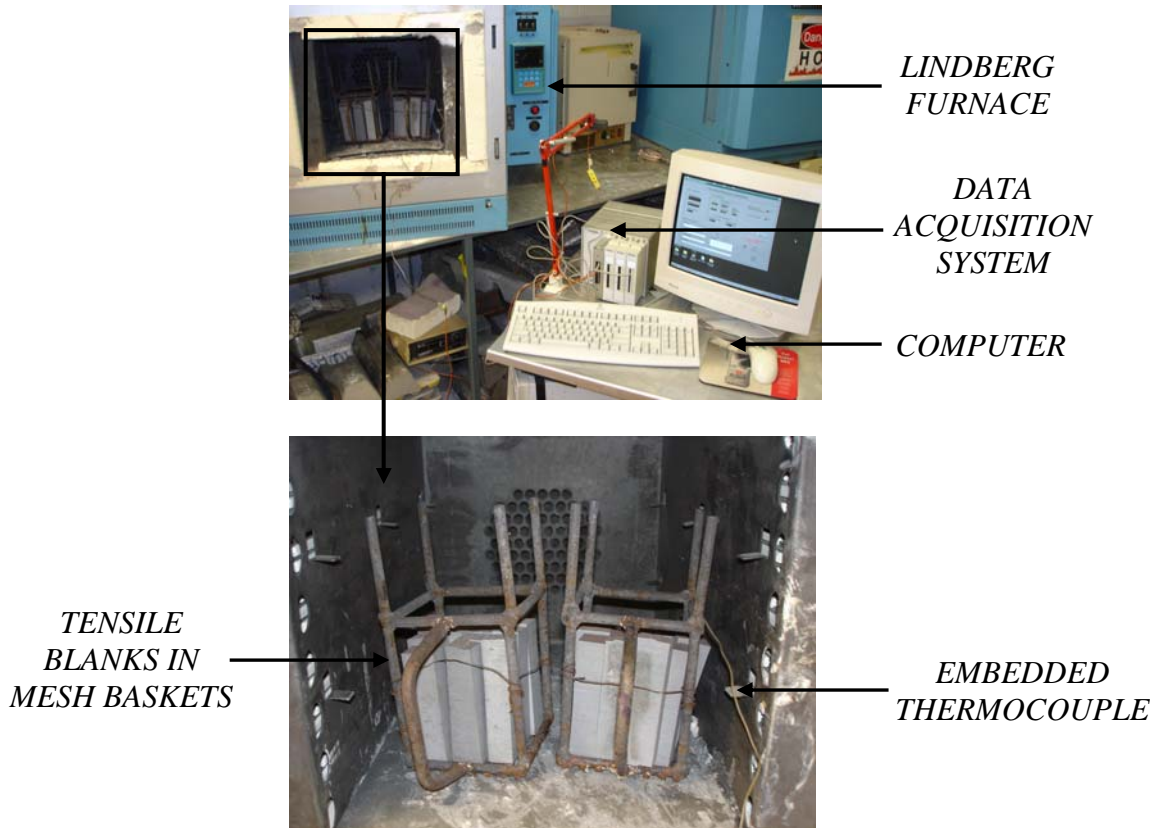 LINDBERG
FURNACE
DATA
ACQUISITION
SYSTEM
COMPUTER
TENSILE
BLANKS IN
MESH BASKETS
EMBEDDED
THERMOCOUPLE